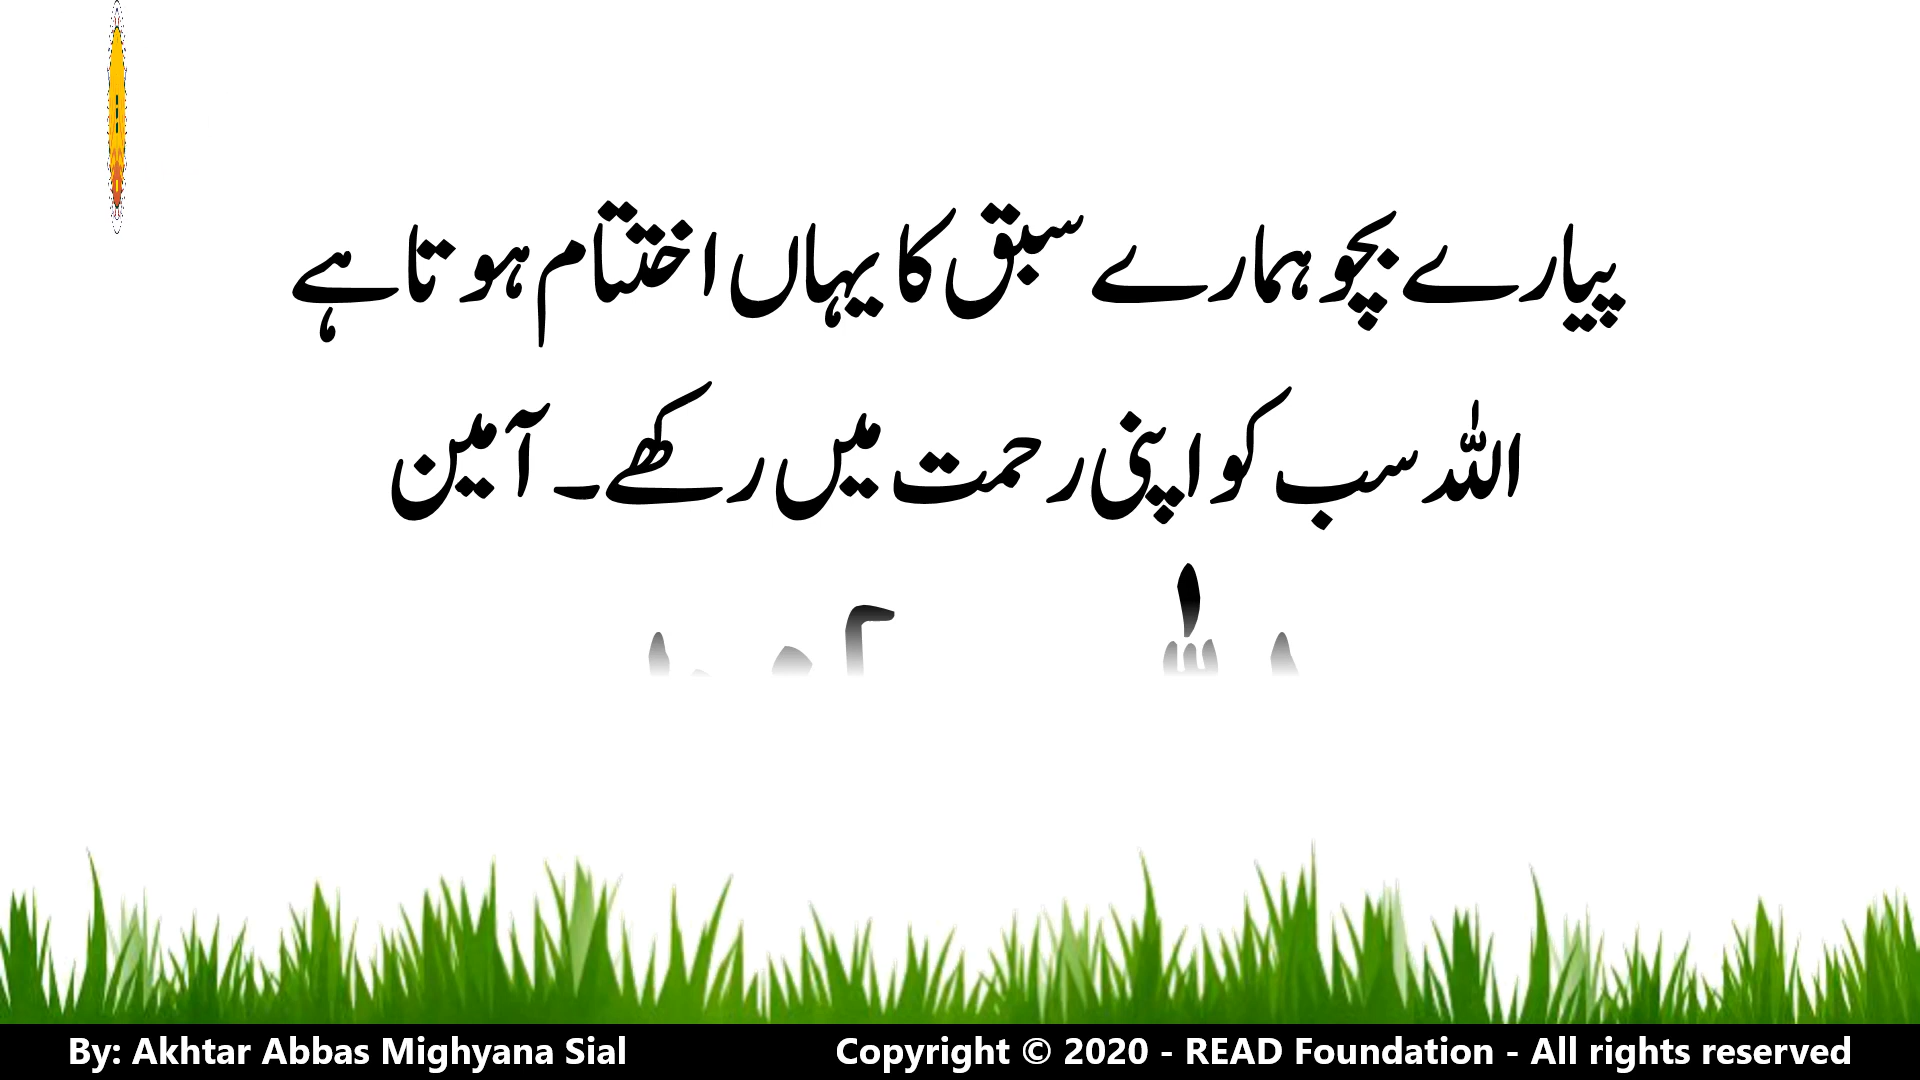 پیارے بچو ہمارے سبق کا یہاں اختتام ہوتا ہے
اللہ سب کو اپنی رحمت میں رکھے۔ آمین
By: Akhtar Abbas Mighyana Sial
Copyright © 2020 - READ Foundation - All rights reserved